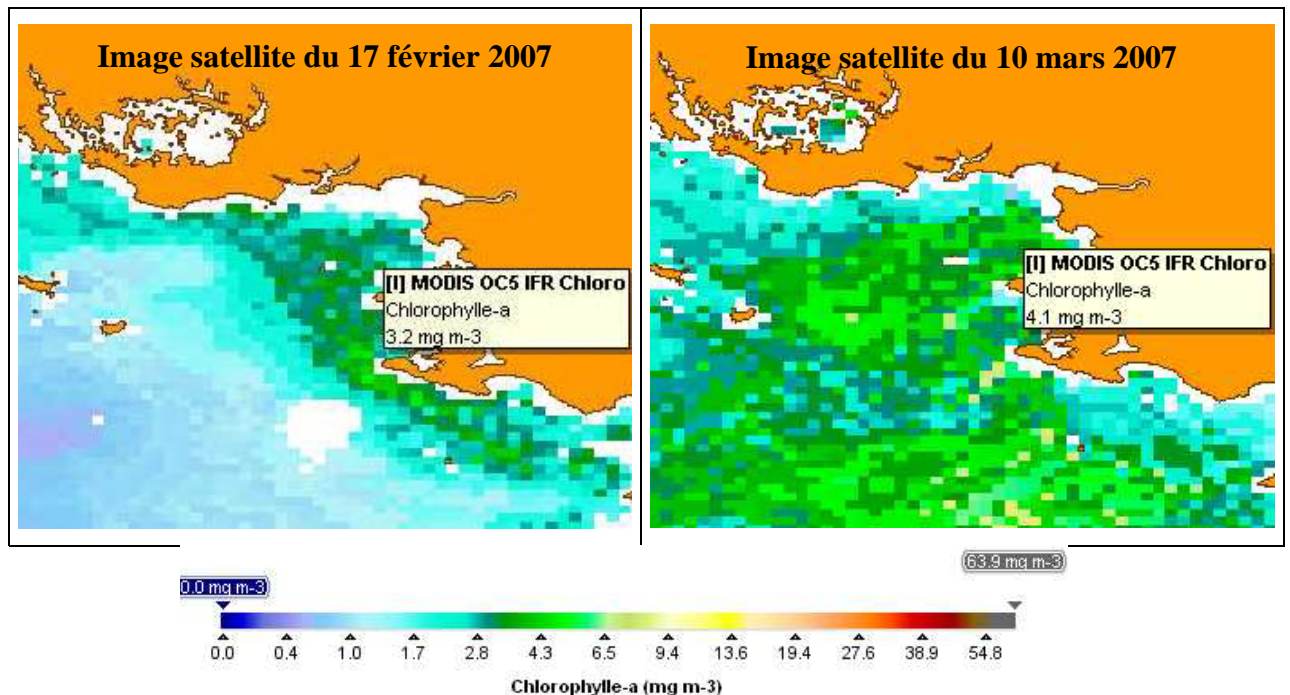 Image satellite du 17 février 2007
[I] MODIS OC5 IFR Chloro
Chlorophylle-a
3.2 mg m-3
Image satellite du 10 mars 2007
[I] MODIS OC5 IFR Chloro
Chlorophylle-a
4.1 mg m-3
0.0 mg m-3
63.9 mg m-3
0.0 0.4 1.0 1.7 2.8 4.3 6.5 9.4 13.6 19.4 27.6 38.9 54.8
Chlorophylle-a (mg m-3)